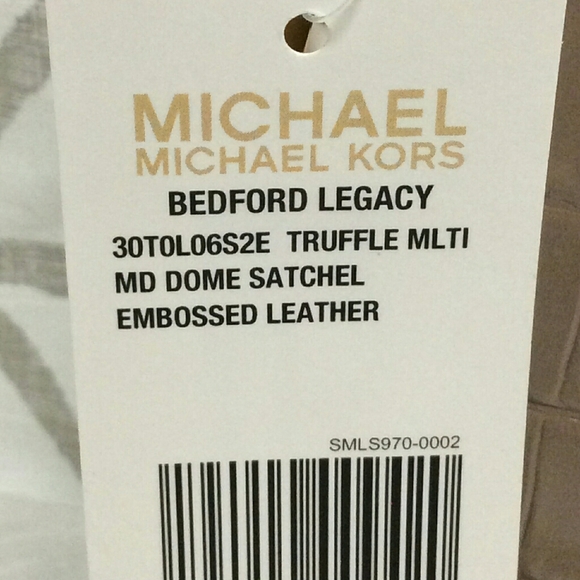 MICHAEL
MICHAEL KORS
BEDFORD LEGACY
30T0L06S2E TRUFFLE MLTI
MD DOME SATCHEL
EMBOSSED LEATHER
SMLS970-0002